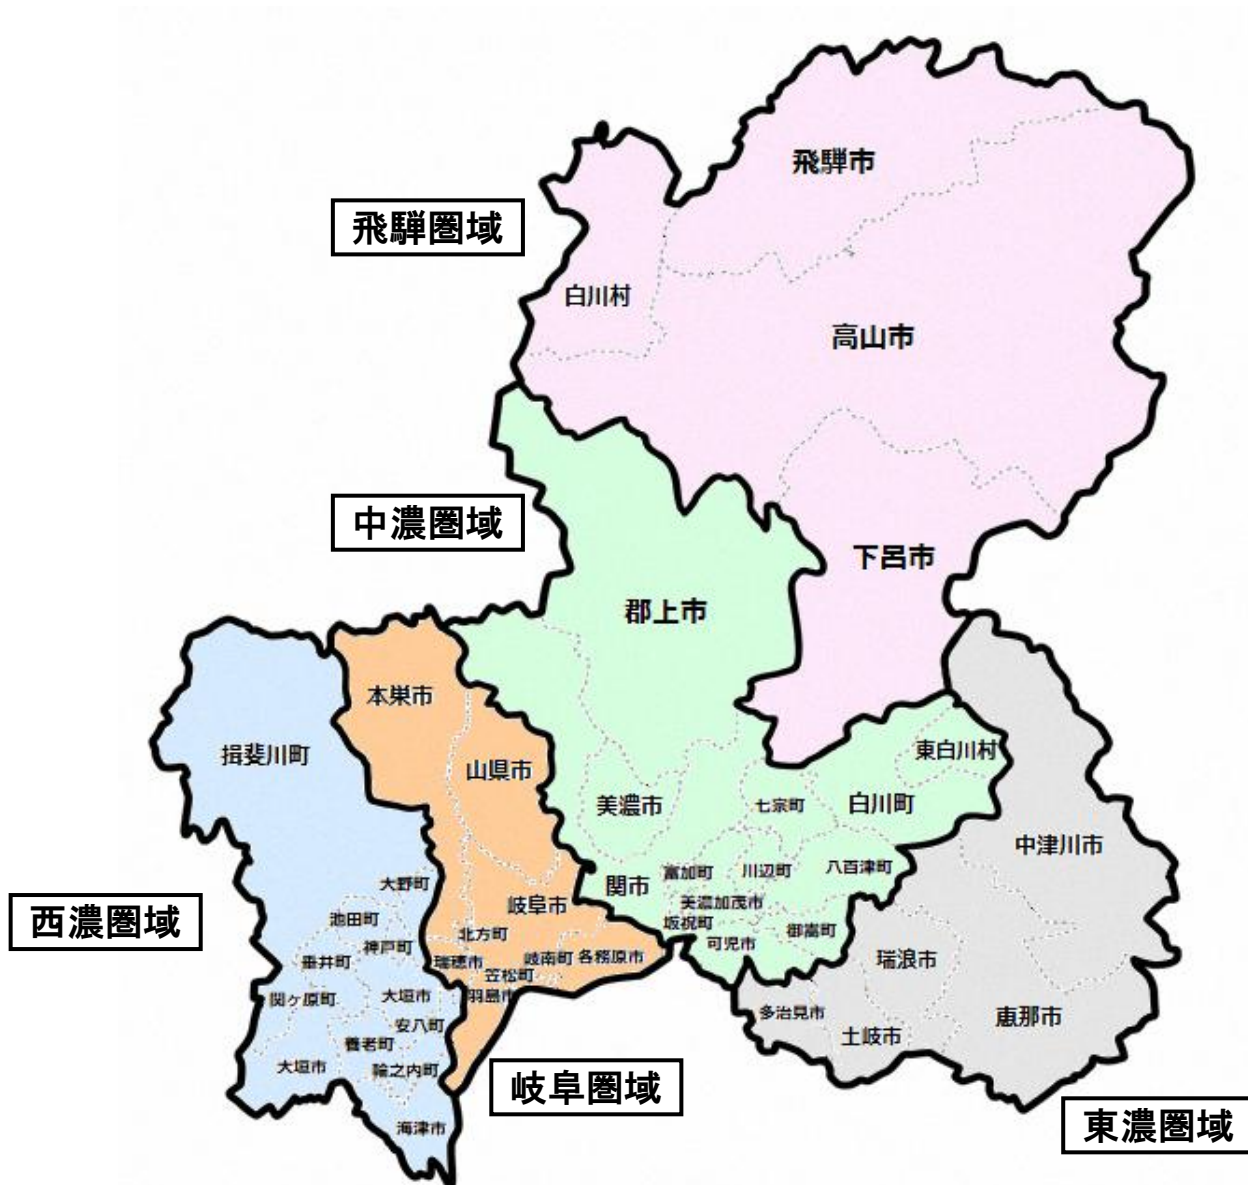 飛騨市
飛騨圏域
白川村
高山市
中濃圏域
下呂市
郡上市
本巣市
揖斐川町
山県市
東白川村
美濃市
七宗町
白川町
中津川市
大野町
関市
富加町
川辺町
八百津町
西濃圏域
池田町
岐阜市
美濃加茂市
坂祝町
北方町
神戸町
可児市
御嵩町
垂井町
瑞穂市
岐南町
各務原市
瑞浪市
笠松町
関ヶ原町
大垣市
羽島市
安八町
多治見市
恵那市
養老町
土岐市
大垣市
輪之内町
岐阜圏域
海津市
東濃圏域